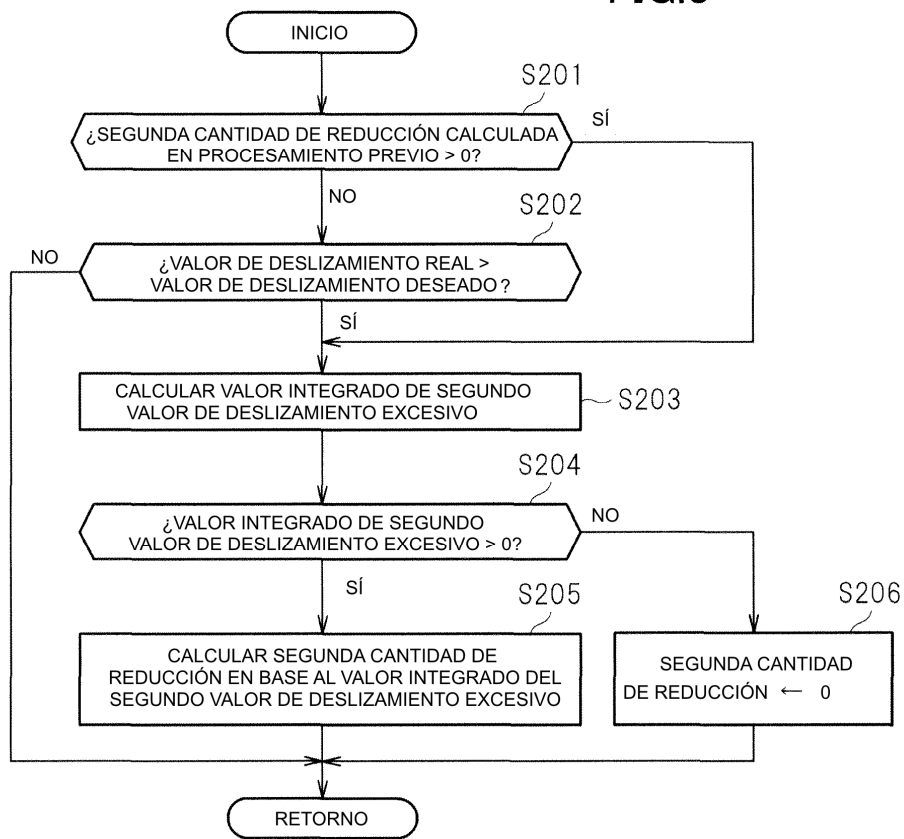 INICIO
S201
¿SEGUNDA CANTIDAD DE REDUCCIÓN CALCULADA
EN PROCESAMIENTO PREVIO > 0?
SÍ
NO
S202
NO
¿VALOR DE DESLIZAMIENTO REAL >
VALOR DE DESLIZAMIENTO DESEADO?
SÍ
CALCULAR VALOR INTEGRADO DE SEGUNDO
VALOR DE DESLIZAMIENTO EXCESIVO
S203
S204
¿VALOR INTEGRADO DE SEGUNDO
VALOR DE DESLIZAMIENTO EXCESIVO > 0?
NO
SÍ
S205
S206
CALCULAR SEGUNDA CANTIDAD DE
REDUCCIÓN EN BASE AL VALOR INTEGRADO DEL
SEGUNDO VALOR DE DESLIZAMIENTO EXCESIVO
SEGUNDA CANTIDAD
DE REDUCCIÓN ← 0
RETORNO